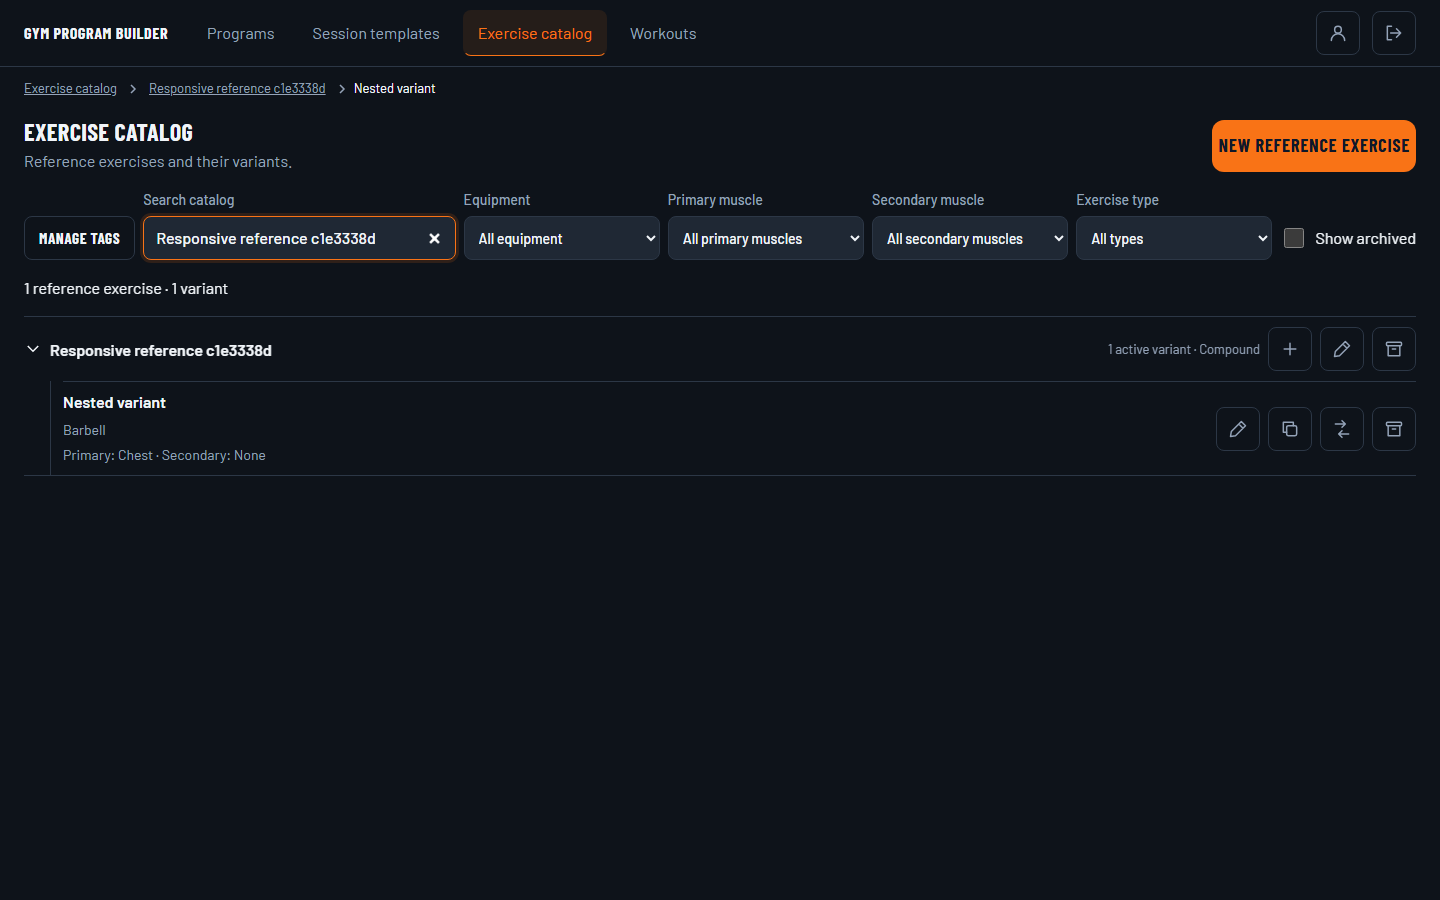 GYM PROGRAM BUILDER Programs Session templates Exercise catalog Workouts
Exercise catalog Responsive reference c1e3338d Nested variant
EXERCISE CATALOG
NEW REFERENCE EXERCISE
Reference exercises and their variants.
Search catalog Equipment Primary muscle Secondary muscle Exercise type
MANAGE TAGS Responsive reference c1e3338d All equipment All primary muscles All secondary muscles All types Show archived
1 reference exercise · 1 variant
Responsive reference c1e3338d 1 active variant · Compound
Nested variant
Barbell
Primary: Chest · Secondary: None